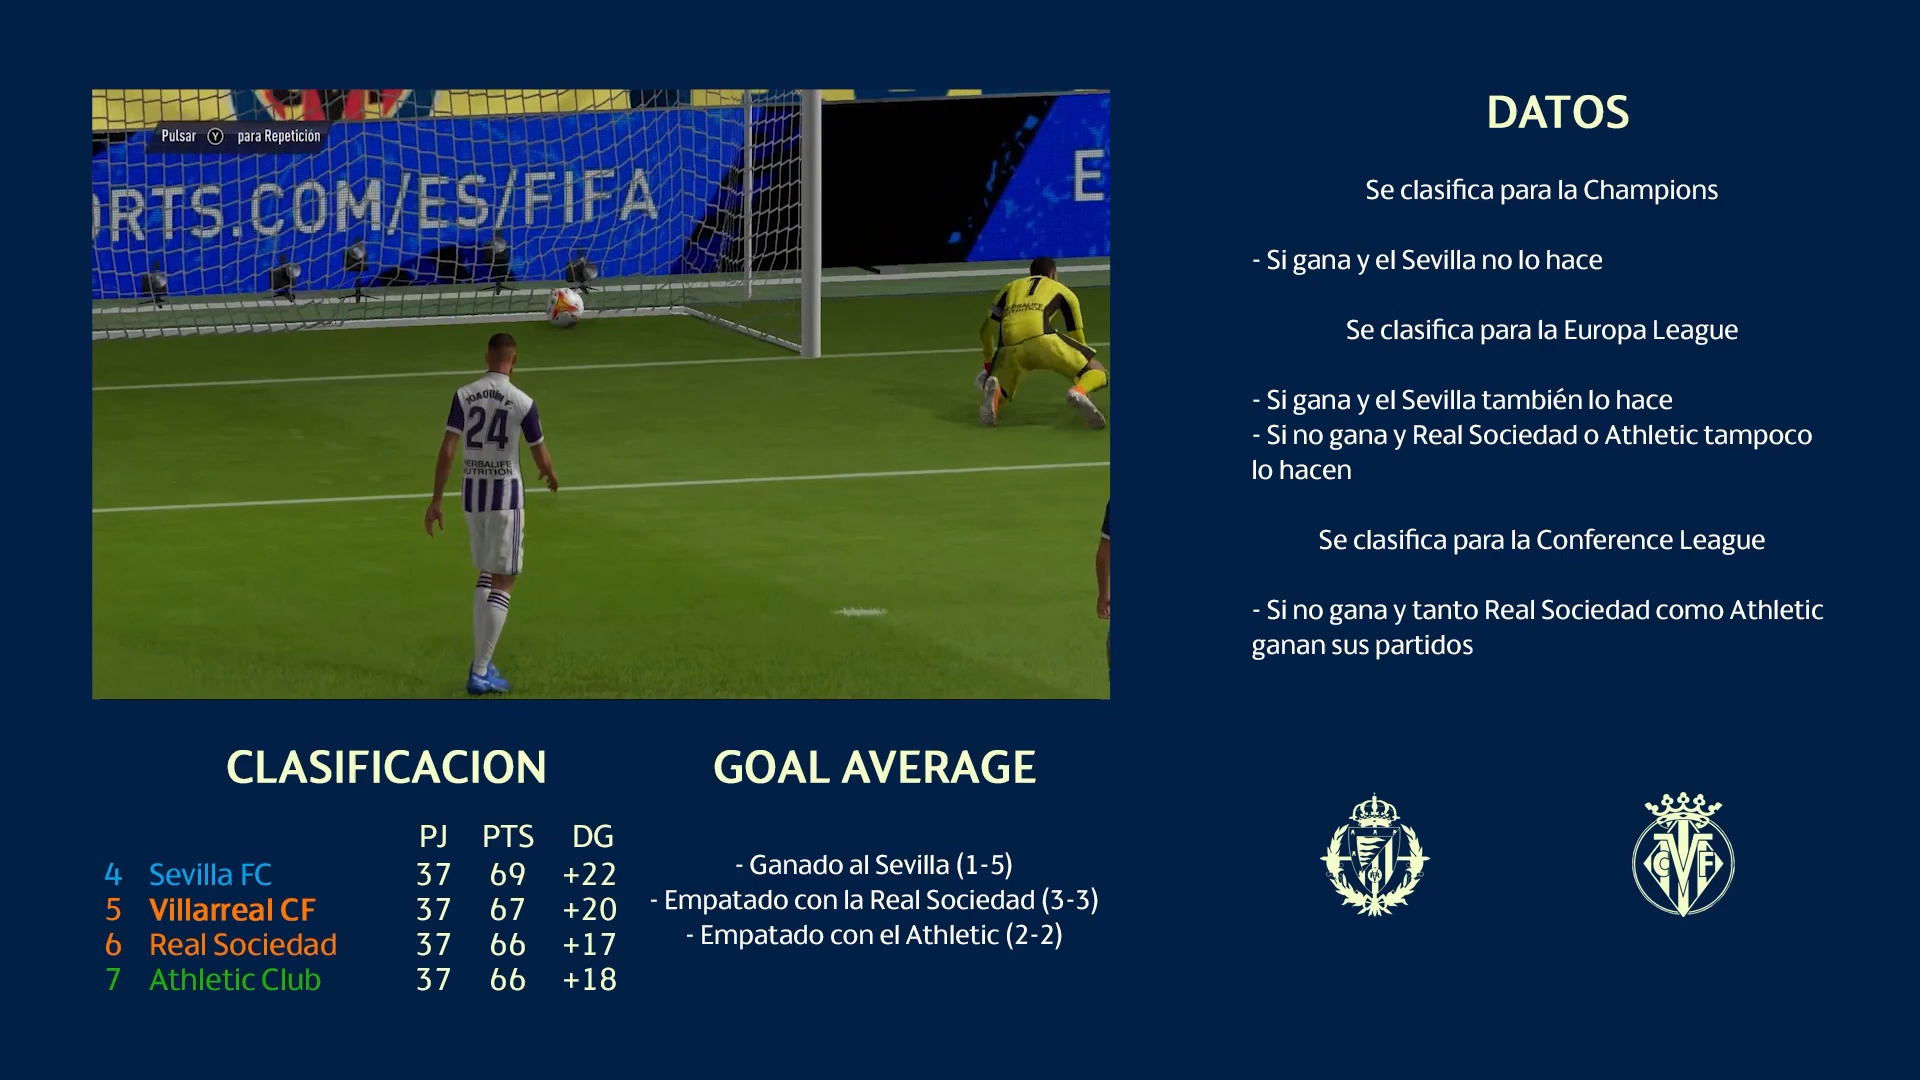 Pulsar Y para Repetición
ORTS.COM/ES/FIFA
E
1
HERBALIFE
NUTRITION
JOAQUÍN F.
24
HERBALIFE
NUTRITION
DATOS
Se clasifica para la Champions
- Si gana y el Sevilla no lo hace
Se clasifica para la Europa League
- Si gana y el Sevilla también lo hace
- Si no gana y Real Sociedad o Athletic tampoco
lo hacen
Se clasifica para la Conference League
- Si no gana y tanto Real Sociedad como Athletic
ganan sus partidos
CLASIFICACION
PJ PTS DG
4 Sevilla FC 37 69 +22
5 Villarreal CF 37 67 +20
6 Real Sociedad 37 66 +17
7 Athletic Club 37 66 +18
GOAL AVERAGE
- Ganado al Sevilla (1-5)
- Empatado con la Real Sociedad (3-3)
- Empatado con el Athletic (2-2)
C V F